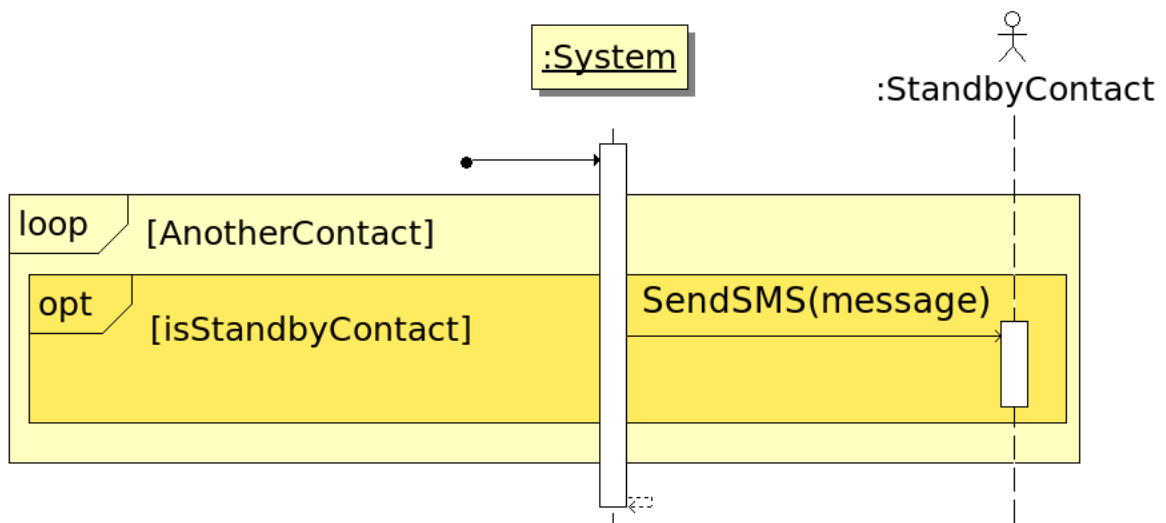 :System
:StandbyContact
loop
[AnotherContact]
opt
SendSMS(message)
[isStandbyContact]